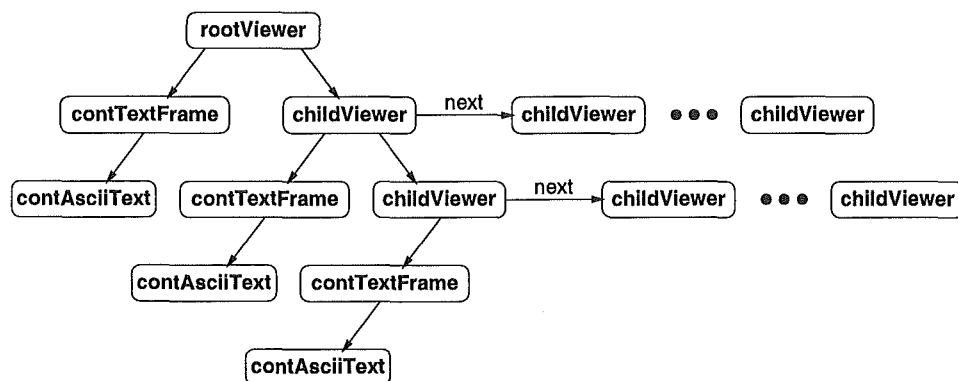 rootViewer
contTextFrame childViewer next childViewer childViewer
contAsciiText contTextFrame childViewer next childViewer childViewer
contAsciiText contTextFrame
contAsciiText